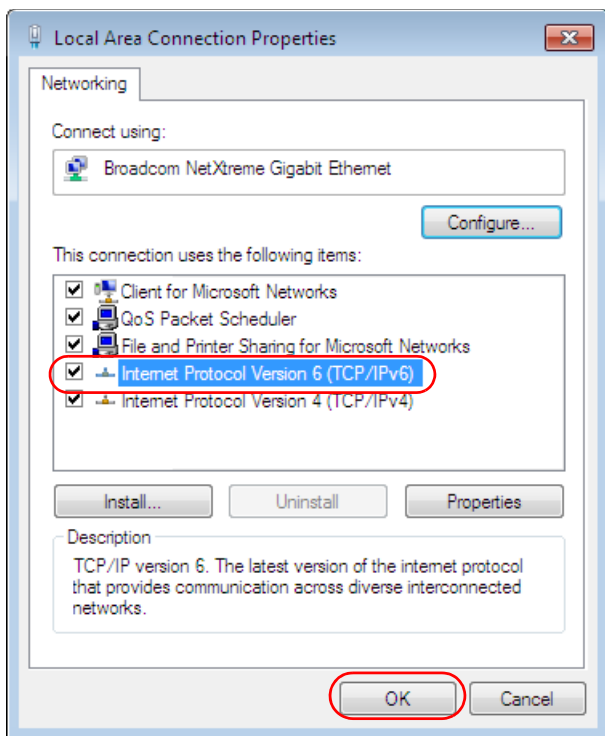 Local Area Connection Properties
Networking
Connect using:
Broadcom NetXtreme Gigabit Ethernet
Configure...
This connection uses the following items:
Client for Microsoft Networks
QoS Packet Scheduler
File and Printer Sharing for Microsoft Networks
Internet Protocol Version 6 (TCP/IPv6)
Internet Protocol Version 4 (TCP/IPv4)
Install...
Uninstall
Properties
Description
TCP/IP version 6. The latest version of the internet protocol
that provides communication across diverse interconnected
networks.
OK
Cancel